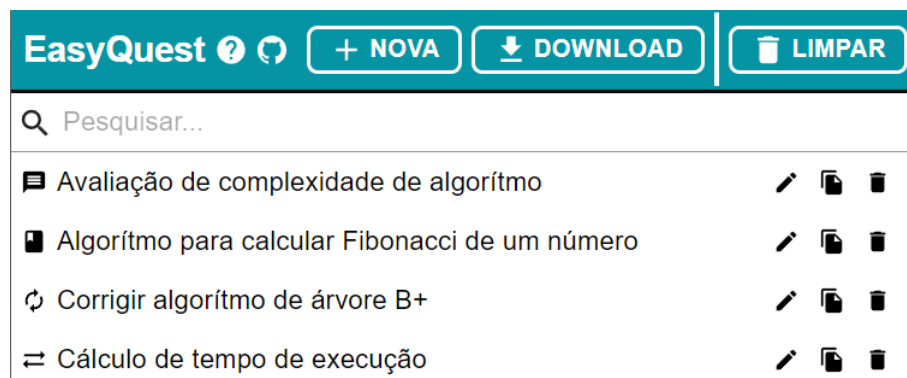 EasyQuest NOVA DOWNLOAD LIMPAR
Pesquisar...
Avaliação de complexidade de algorítmo
Algorítmo para calcular Fibonacci de um número
Corrigir algorítmo de árvore B+
Cálculo de tempo de execução